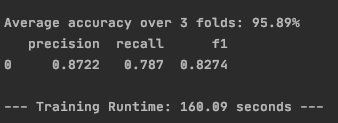 Average accuracy over 3 folds: 95.89%
precision recall f1
0 0.8722 0.787 0.8274
--- Training Runtime: 160.09 seconds ---